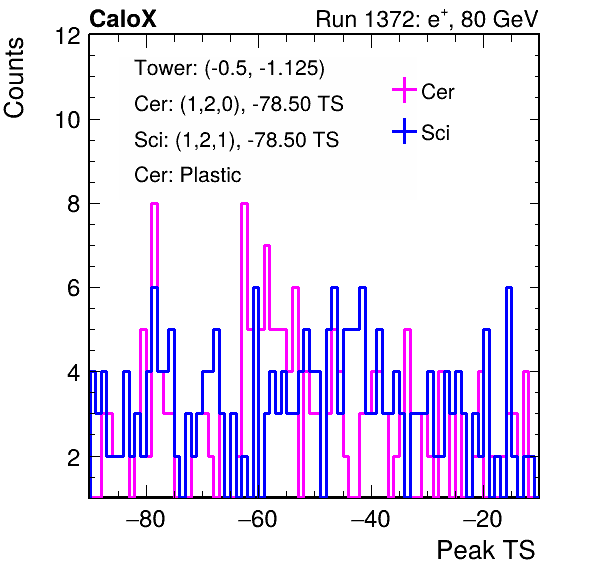 CaloX Run 1372: e⁺, 80 GeV
Counts
12
10
8
6
4
2
Tower: (-0.5, -1.125)
Cer: (1,2,0), -78.50 TS
Sci: (1,2,1), -78.50 TS
Cer: Plastic
Cer
Sci
−80 −60 −40 −20
Peak TS